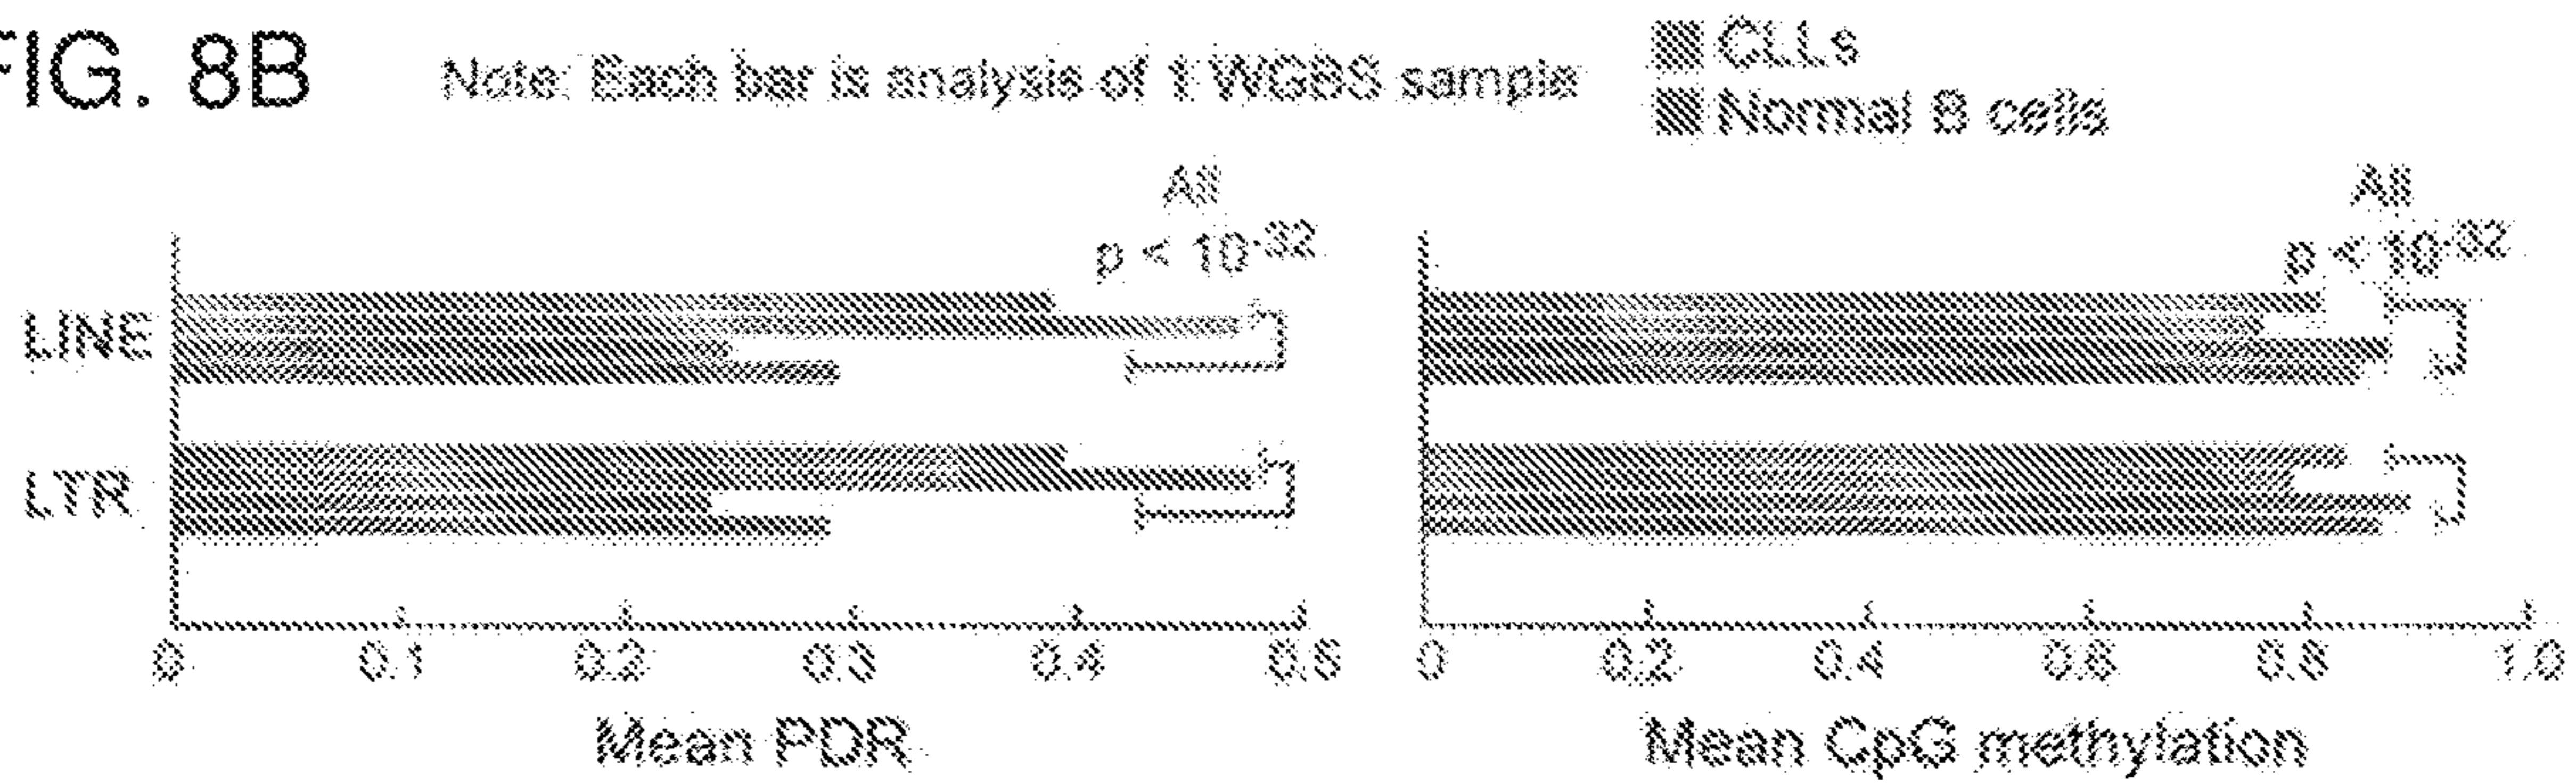 FIG. 8B
Note: Each bar is analysis of 1 WGBS sample
CLLs
Normal B cells
All
p < 10-32
LINE
LTR
0 0.1 0.2 0.3 0.4 0.5
Mean PDR
All
p < 10-32
0 0.2 0.4 0.6 0.8 1.0
Mean CpG methylation